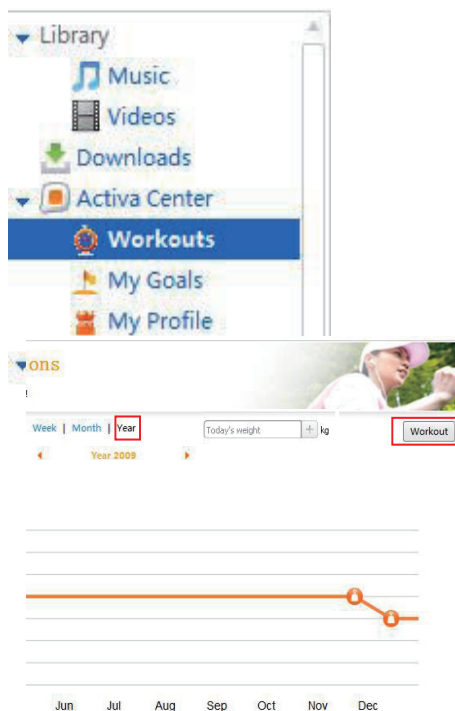 Library
Music
Videos
Downloads
Activa Center
Workouts
My Goals
My Profile
ons
!
Week | Month | Year Today's weight + kg Workout
Year 2009
Jun Jul Aug Sep Oct Nov Dec